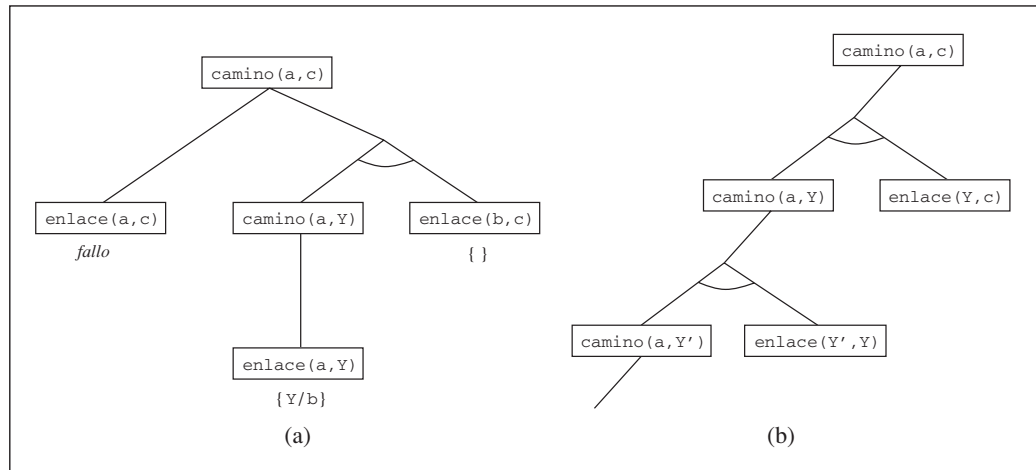 camino(a,c)
enlace(a,c)
fallo
camino(a,Y)
enlace(b,c)
{ }
enlace(a,Y)
{Y/b}
(a)
camino(a,c)
camino(a,Y)
enlace(Y,c)
camino(a,Y’)
enlace(Y’,Y)
(b)